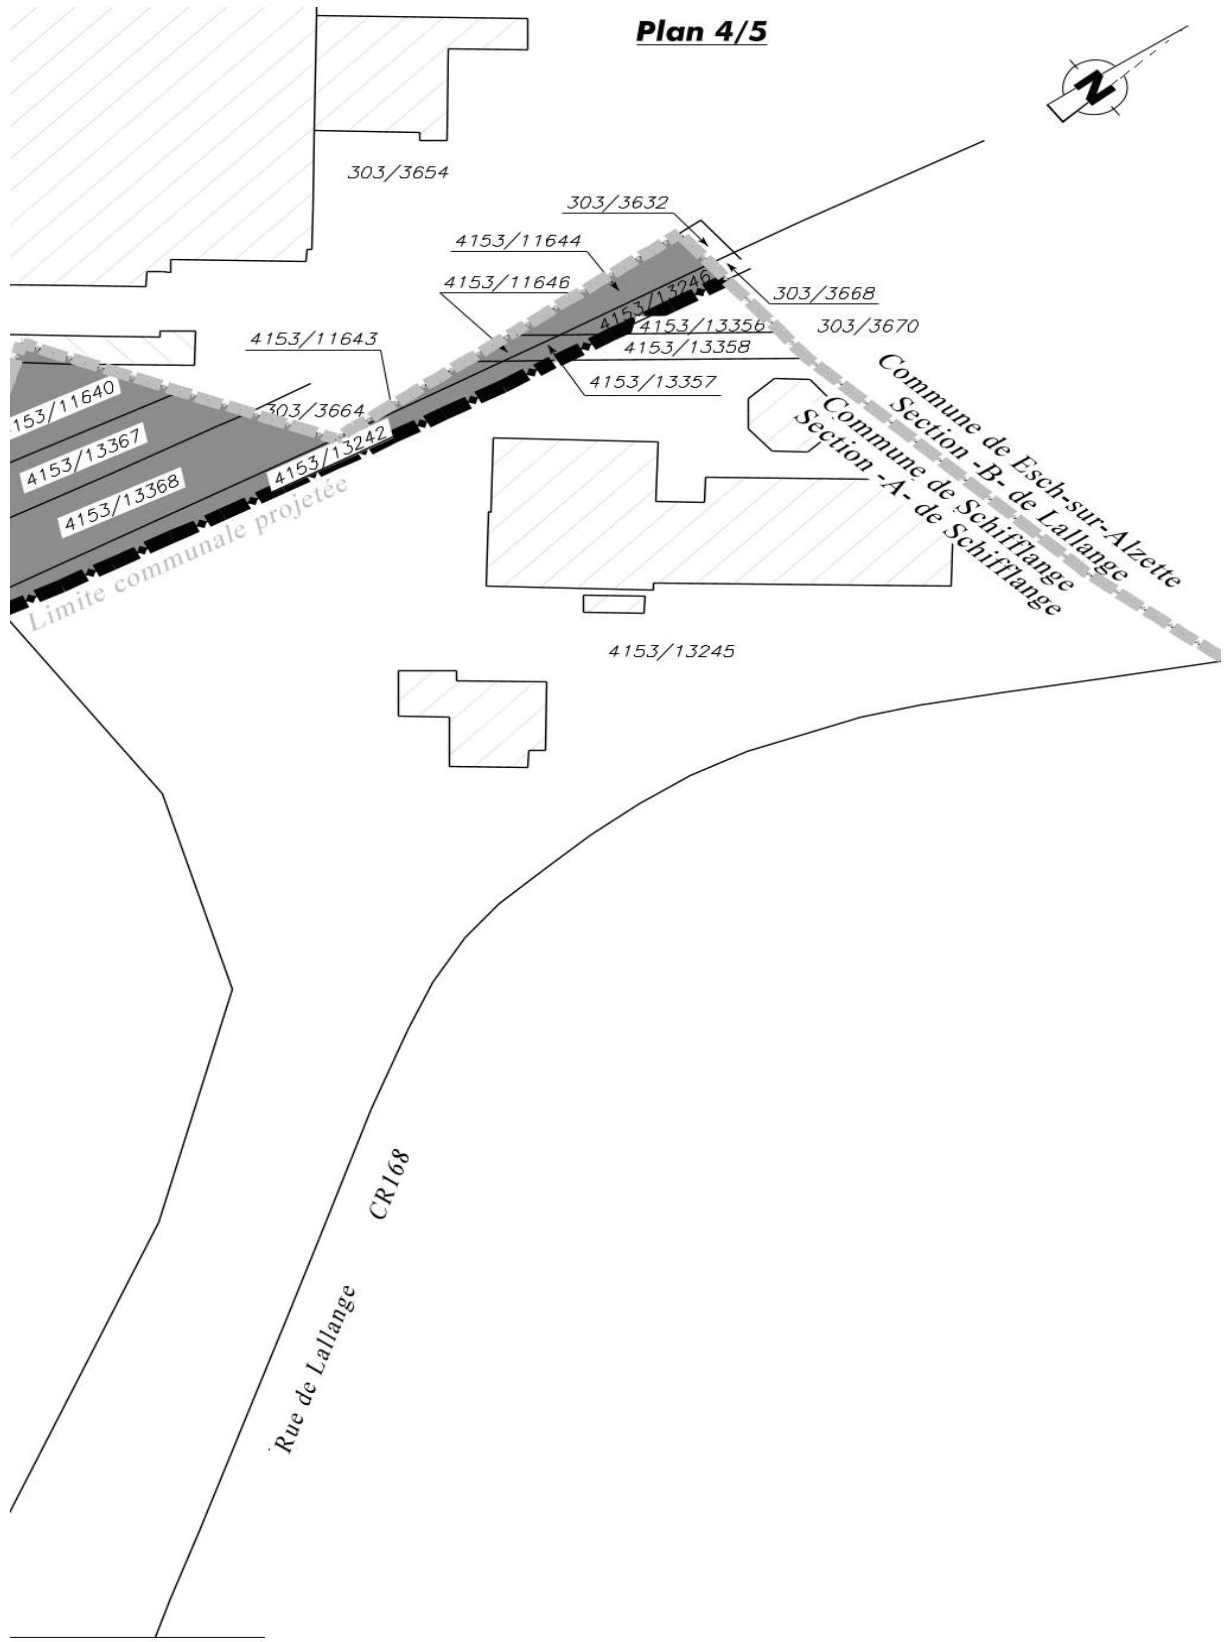 Plan 4/5
N
303/3654
303/3632
4153/11644
4153/11646
4153/13246
303/3668
4153/13356
303/3670
4153/11643
4153/13358
4153/13357
153/11640
303/3664
4153/13367
4153/13242
4153/13368
Limite communale projetée
Commune de Esch-sur-Alzette
Section -B- de Lallange
Commune de Schifflange
Section -A- de Schifflange
4153/13245
CR168
Rue de Lallange